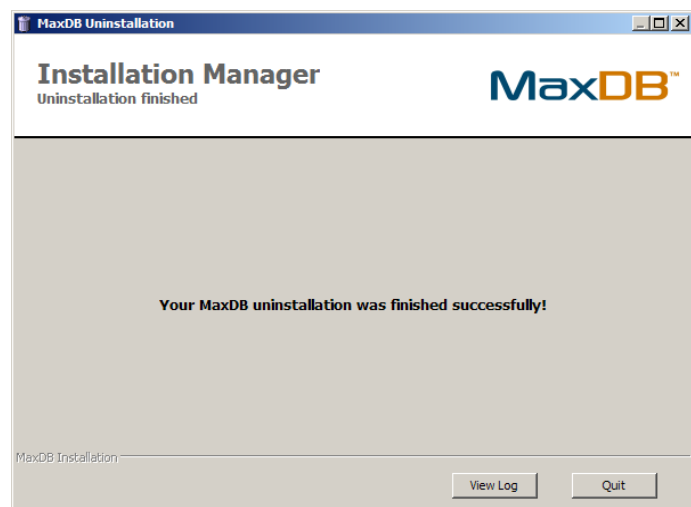 MaxDB Uninstallation
Installation Manager
Uninstallation finished
MaxDB™
Your MaxDB uninstallation was finished successfully!
MaxDB Installation
View Log
Quit